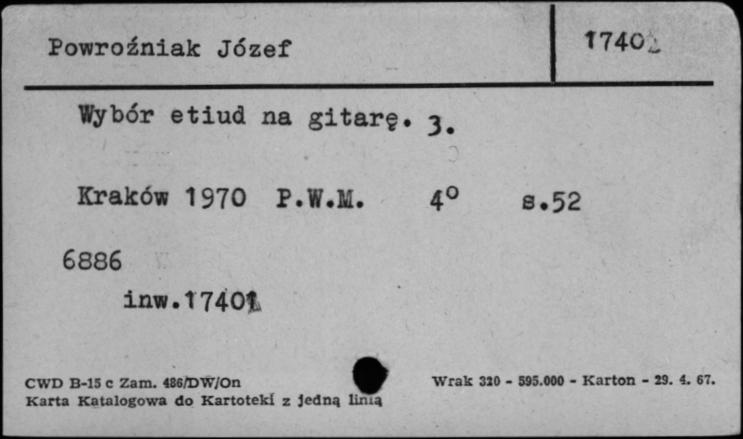 Powroźniak Józef
Wybór etiud na gitarę. 3.
Kraków 1970 P.W.M. 4º s.52
6886
CWD B-15 c Zam. 486/DW/On Wrak 320 - 595.000 - Karton - 29. 4. 67.
Karta Katalogowa do Kartoteki z jedną linią